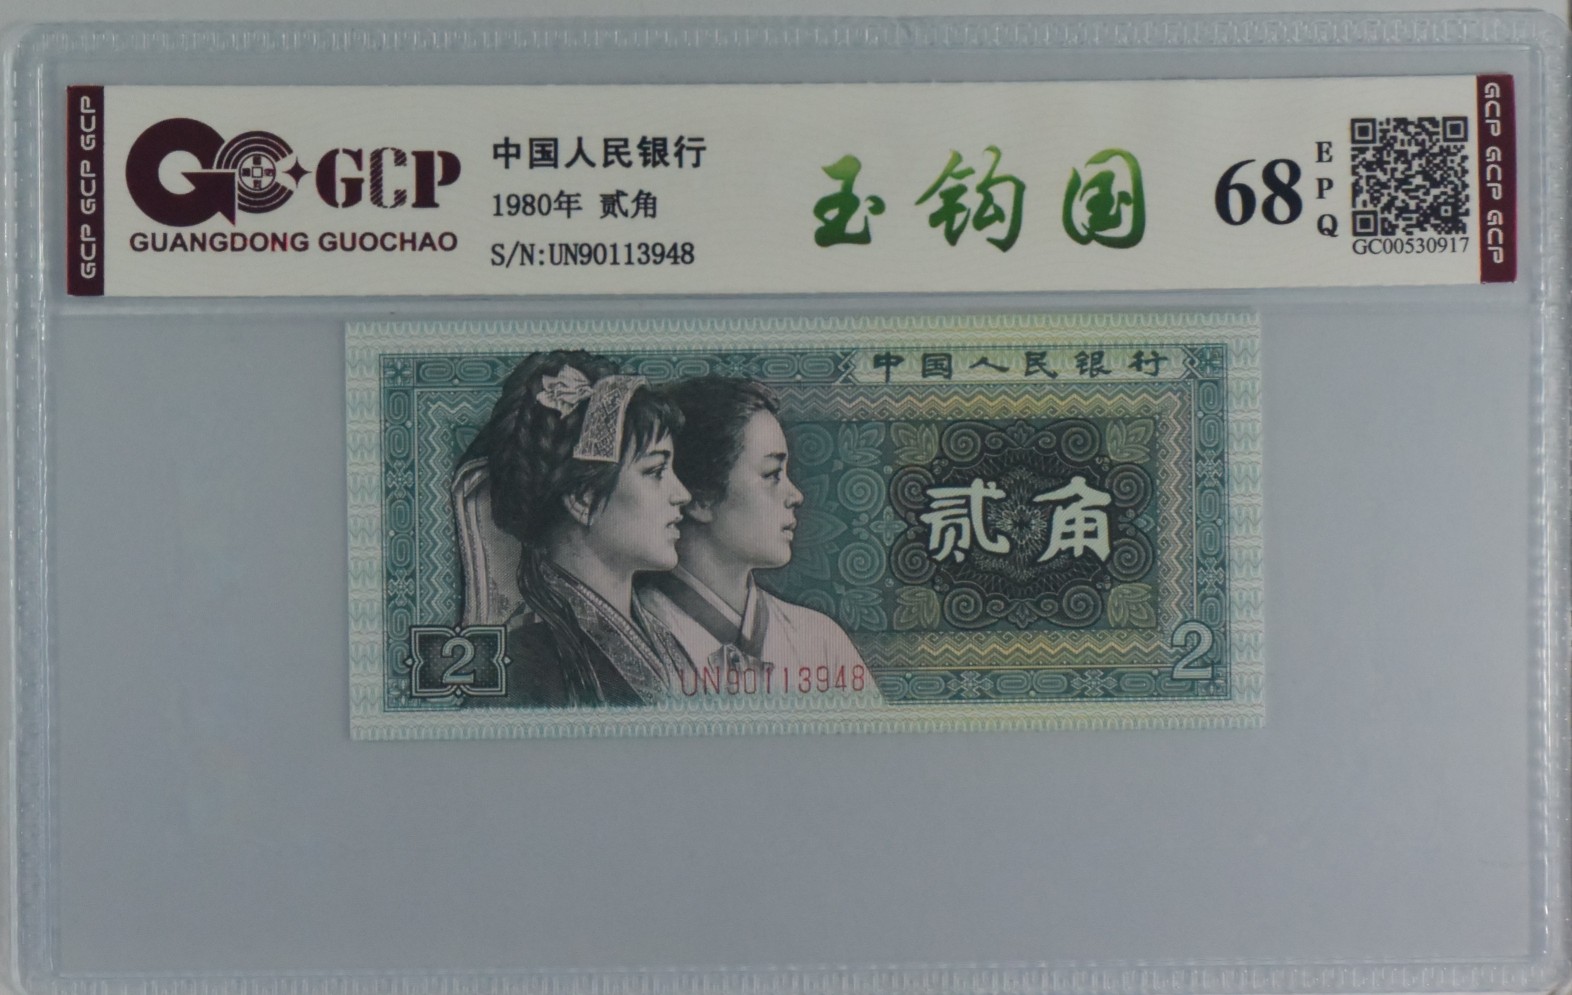 GCP GCP GCP
GCP
GUANGDONG GUOCHAO
中国人民银行
1980年 贰角
S/N:UN90113948
玉钩国
68
EPQ
GC00530917
GCP GCP GCP
中国人民银行
贰角
2
2
UN90113948